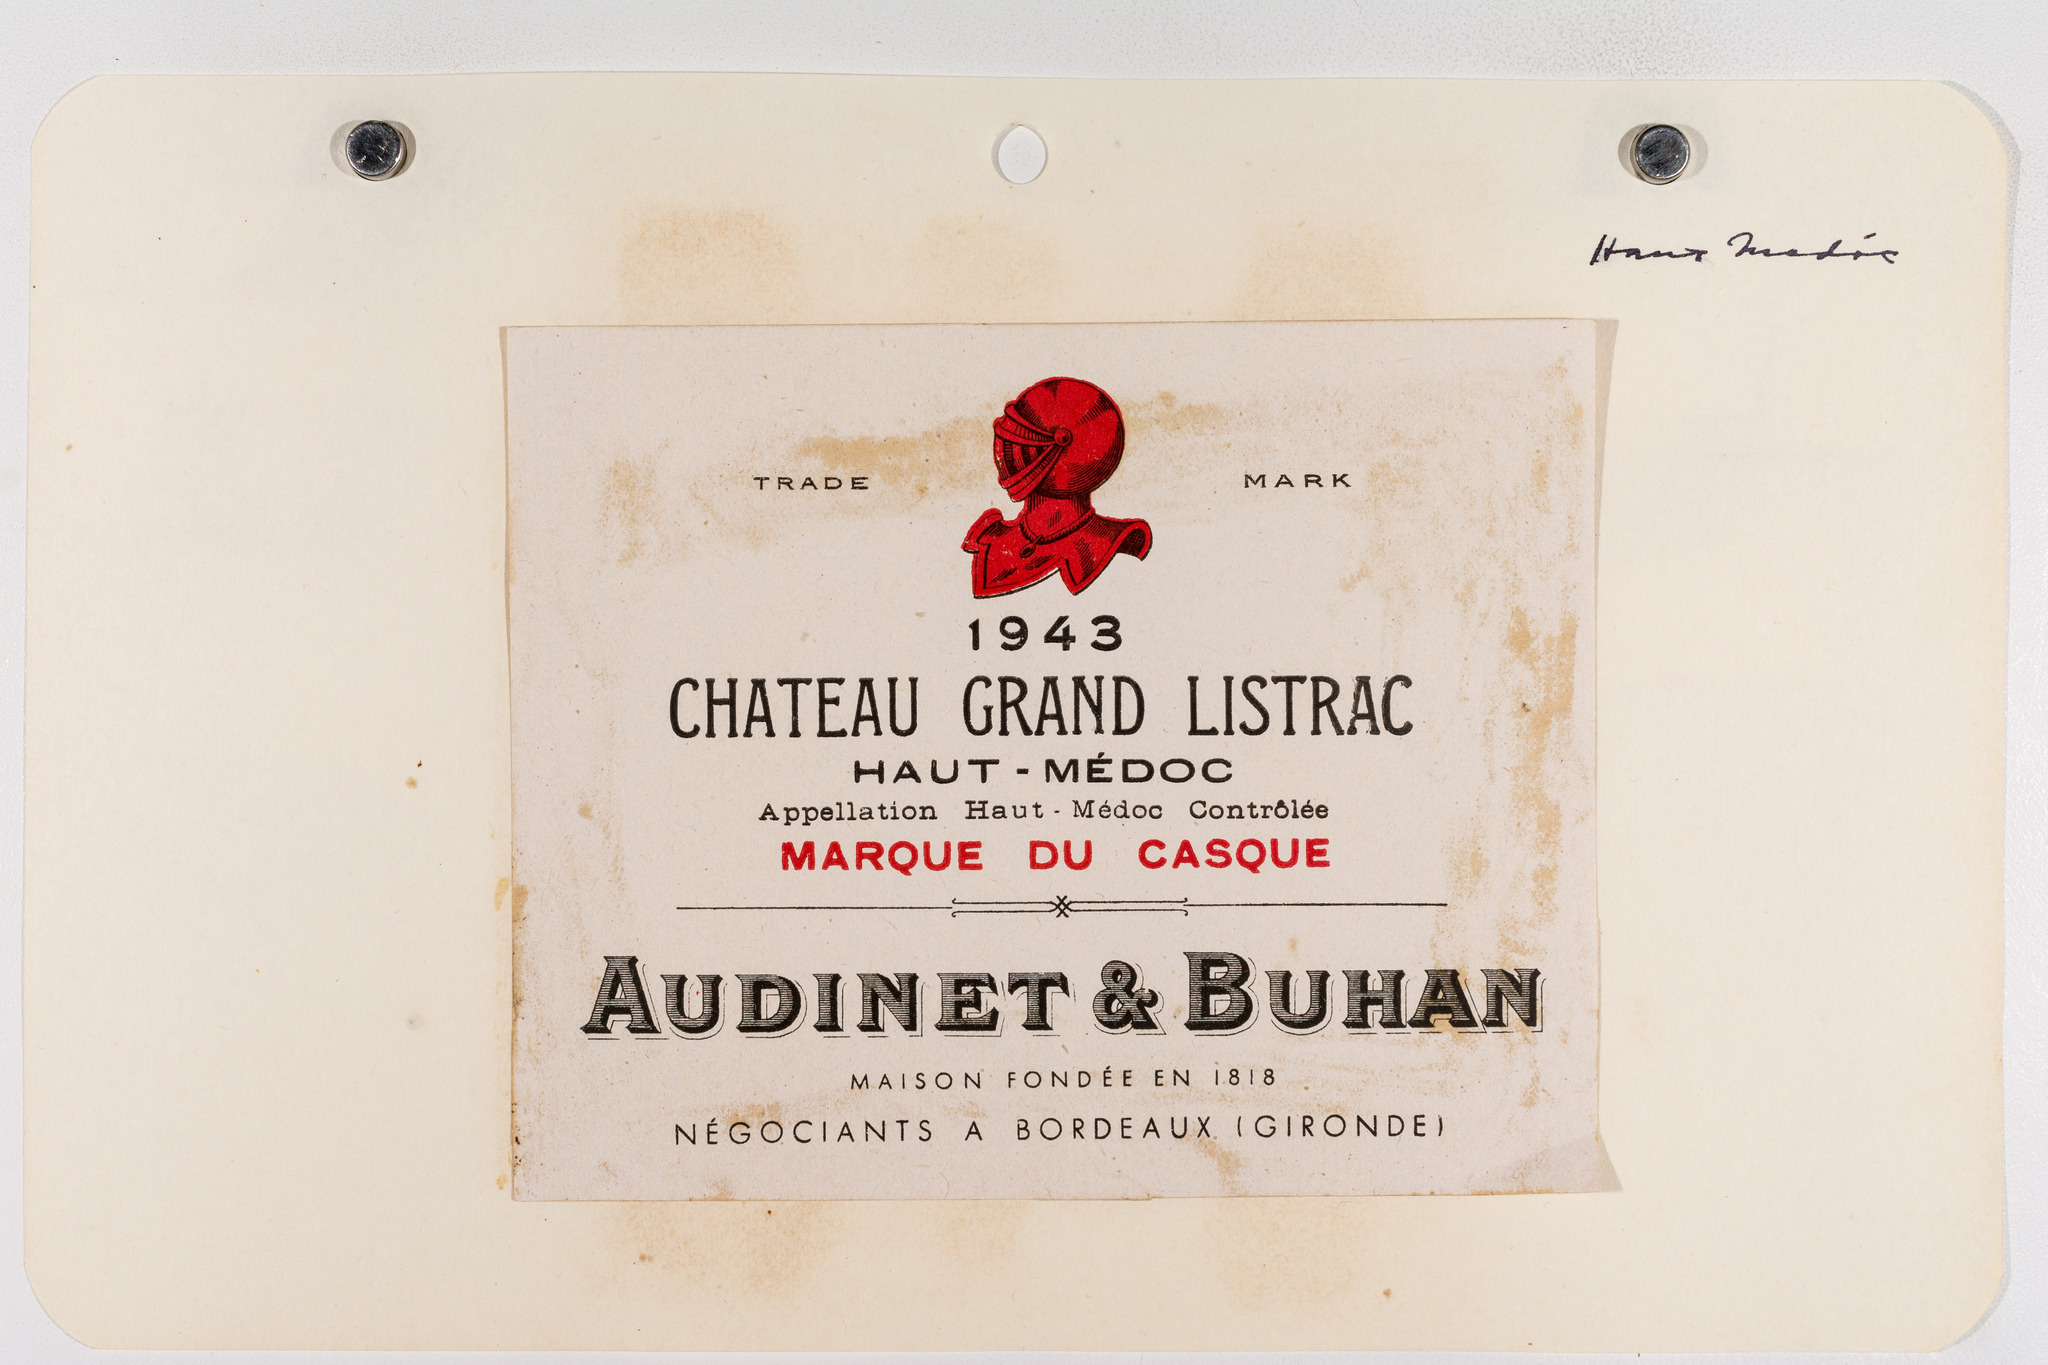 Haut Medóc
TRADE MARK
1943
CHATEAU GRAND LISTRAC
HAUT-MÉDOC
Appellation Haut-Médoc Contrôlée
MARQUE DU CASQUE
AUDINET & BUHAN
MAISON FONDÉE EN 1818
NÉGOCIANTS A BORDEAUX (GIRONDE)